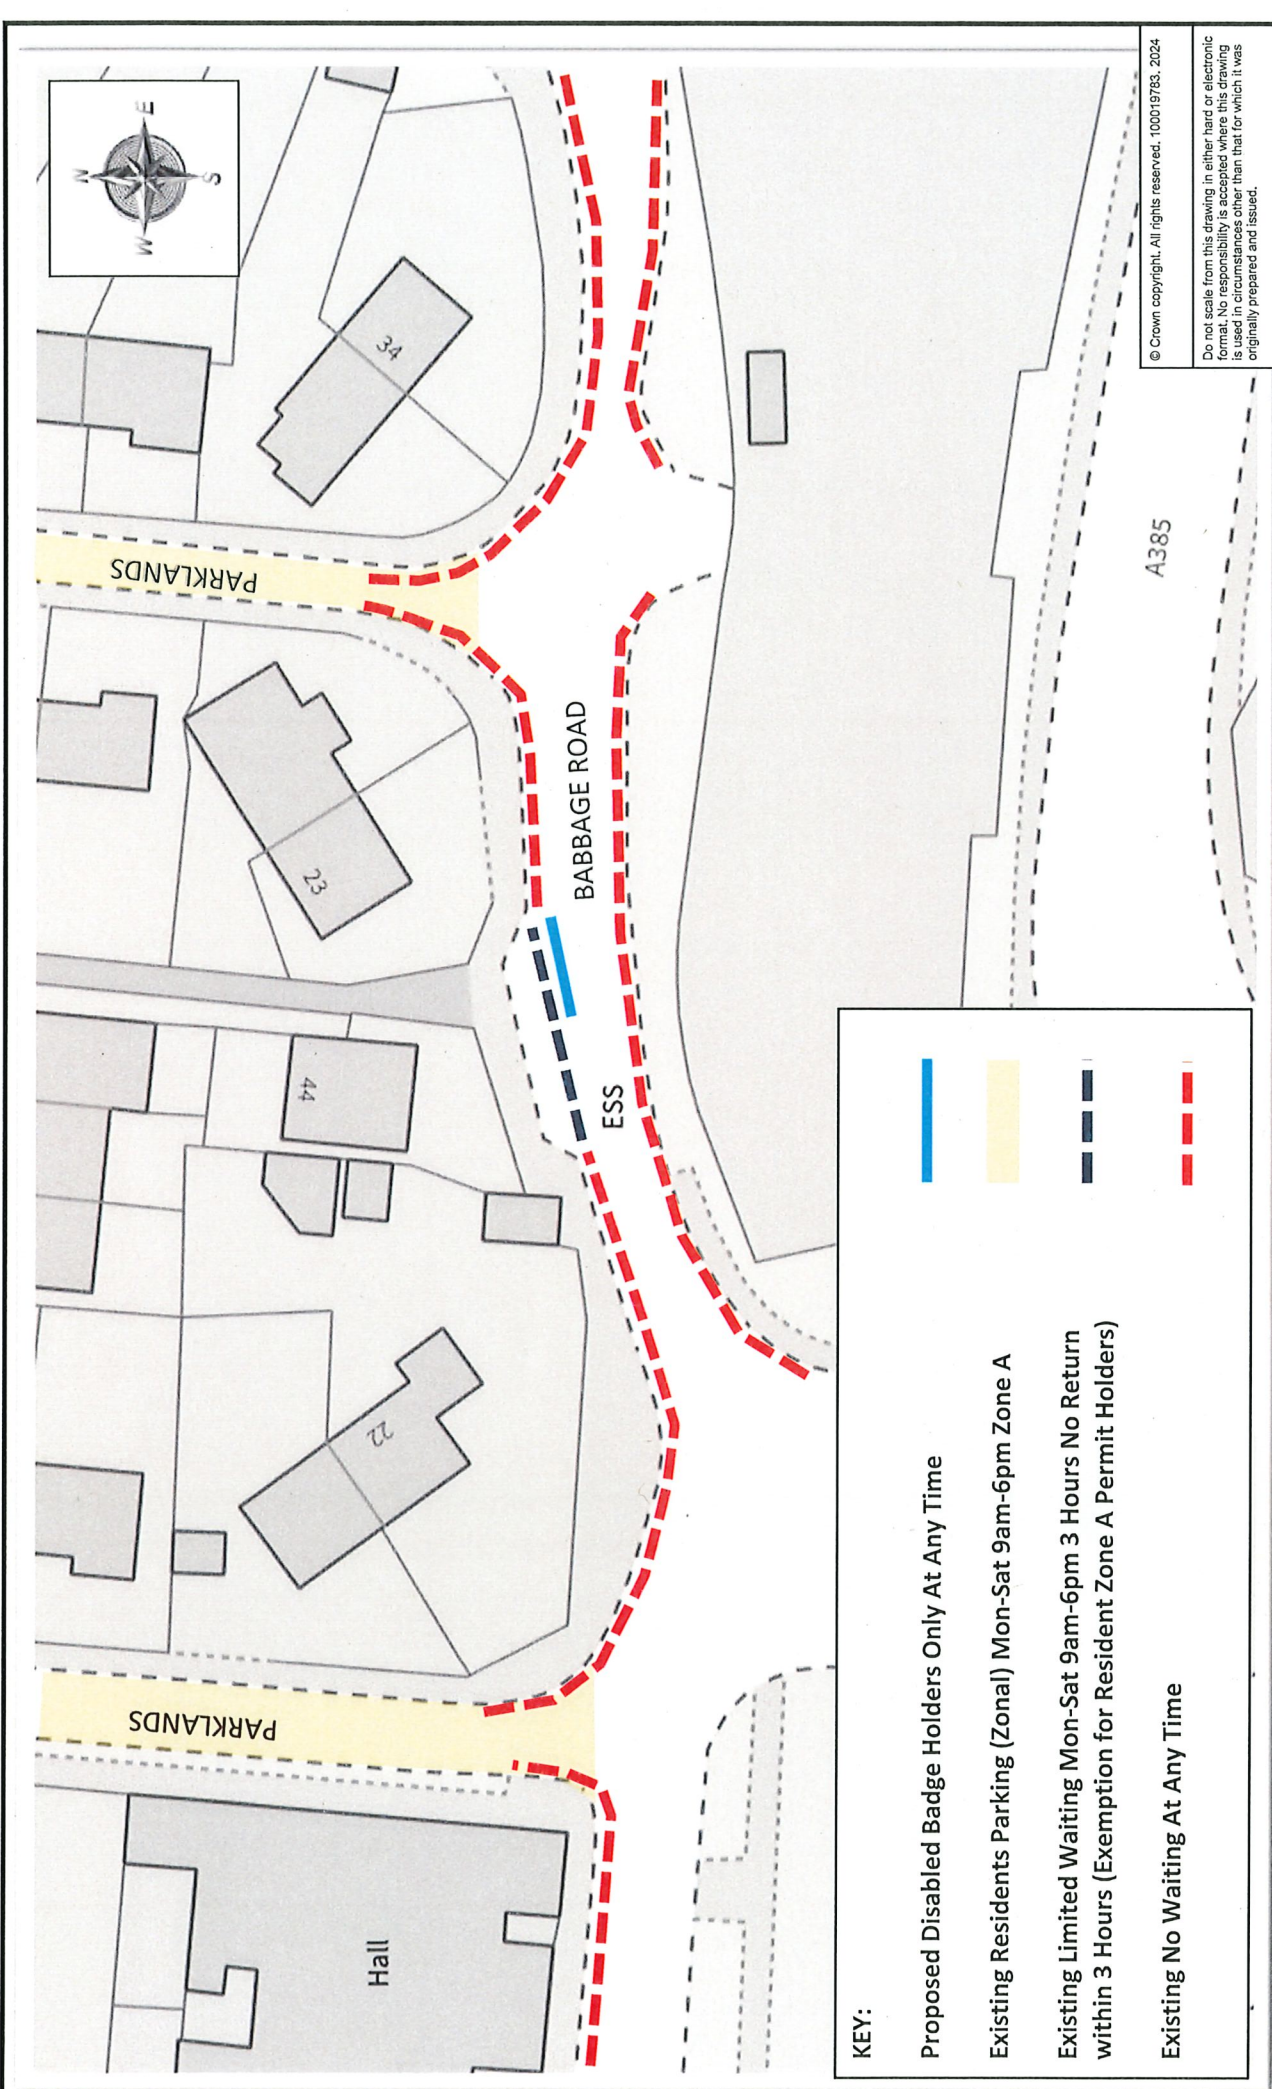 N
E
S
W
34
PARKLANDS
23
BABBAGE ROAD
44
ESS
22
PARKLANDS
Hall
A385
KEY:
Proposed Disabled Badge Holders Only At Any Time
Existing Residents Parking (Zonal) Mon-Sat 9am-6pm Zone A
Existing Limited Waiting Mon-Sat 9am-6pm 3 Hours No Return
within 3 Hours (Exemption for Resident Zone A Permit Holders)
Existing No Waiting At Any Time
© Crown copyright. All rights reserved. 100019783. 2024
Do not scale from this drawing in either hard or electronic
format. No responsibility is accepted where this drawing
is used in circumstances other than that for which it was
originally prepared and issued.